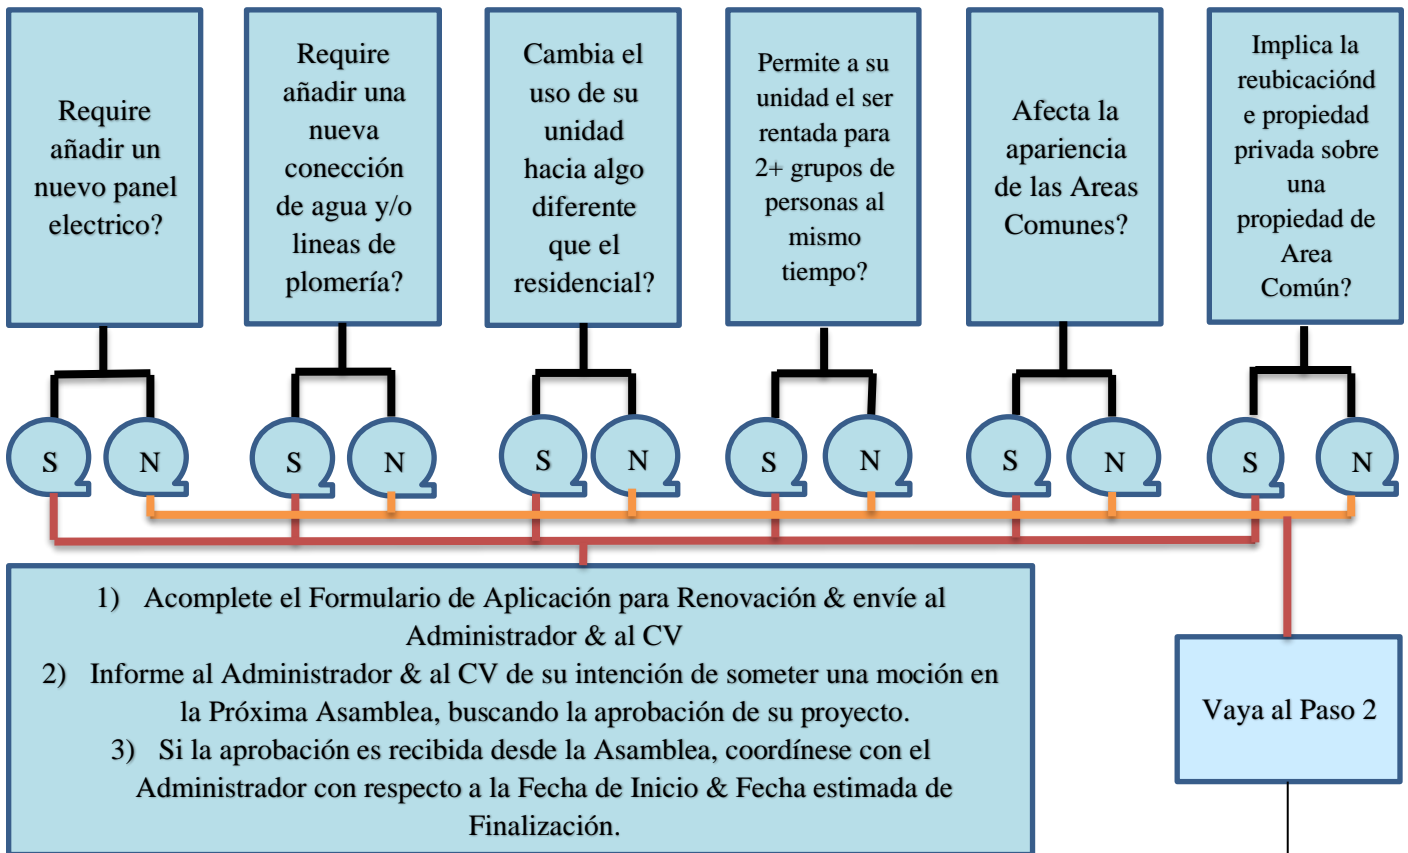 Require
añadir un
nuevo panel
electrico?
Require
añadir una
nueva
conección
de agua y/o
lineas de
plomería?
Cambia el
uso de su
unidad
hacia algo
diferente
que el
residencial?
Permite a su
unidad el ser
rentada para
2+ grupos de
personas al
mismo
tiempo?
Afecta la
apariencia
de las Areas
Comunes?
Implica la
reubicaciónd
e propiedad
privada sobre
una
propiedad de
Area
Común?
S
N
S
N
S
N
S
N
S
N
S
N
1) Acomplete el Formulario de Aplicación para Renovación & envíe al
Administrador & al CV
2) Informe al Administrador & al CV de su intención de someter una moción en
la Próxima Asamblea, buscando la aprobación de su proyecto.
3) Si la aprobación es recibida desde la Asamblea, coordínese con el
Administrador con respecto a la Fecha de Inicio & Fecha estimada de
Finalización.
Vaya al Paso 2